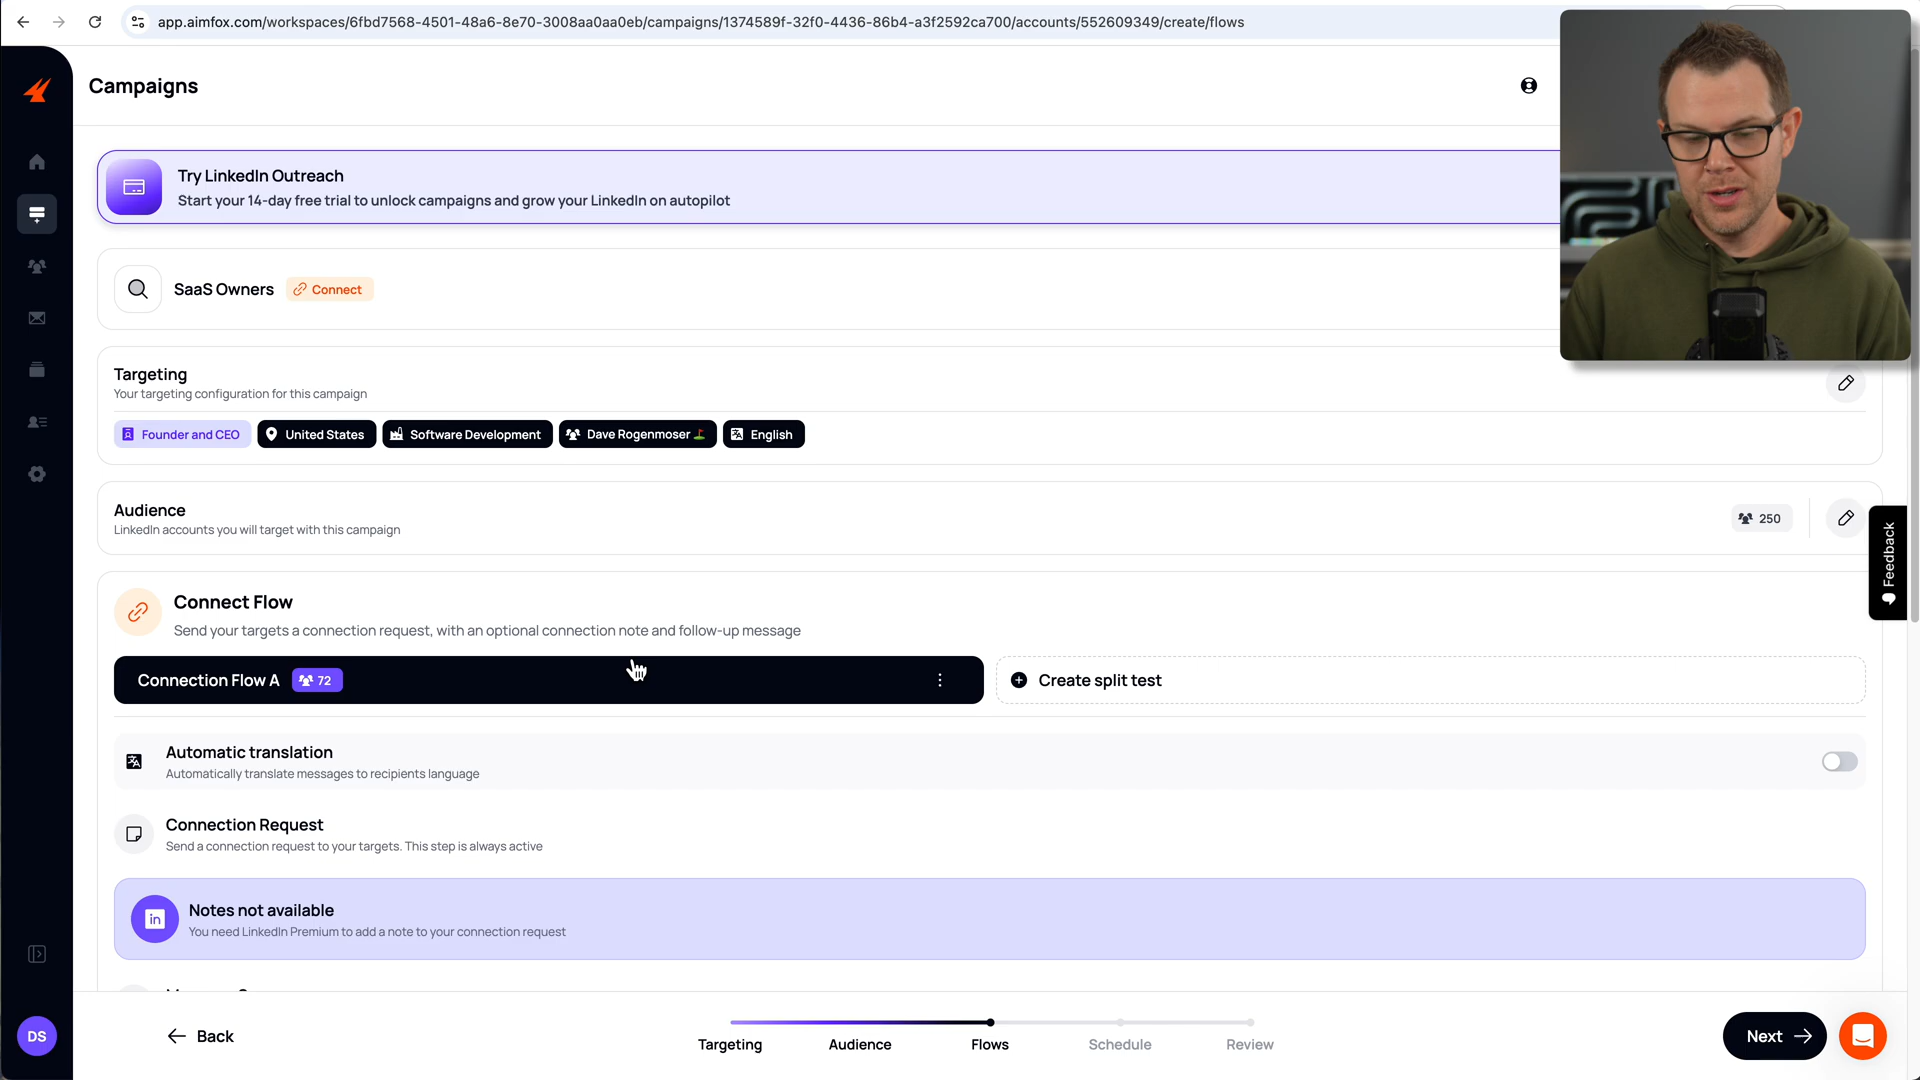 app.aimfox.com/workspaces/6fbd7568-4501-48a6-8e70-3008aa0aa0eb/campaigns/1374589f-32f0-4436-86b4-a3f2592ca700/accounts/552609349/create/flows
Campaigns
Try LinkedIn Outreach
Start your 14-day free trial to unlock campaigns and grow your LinkedIn on autopilot
SaaS Owners Connect
Targeting
Your targeting configuration for this campaign
Founder and CEO United States Software Development Dave Rogenmoser English
Audience
LinkedIn accounts you will target with this campaign
250
Feedback
Connect Flow
Send your targets a connection request, with an optional connection note and follow-up message
Connection Flow A 72 Create split test
Automatic translation
Automatically translate messages to recipients language
Connection Request
Send a connection request to your targets. This step is always active
in
Notes not available
You need LinkedIn Premium to add a note to your connection request
DS
Back
Targeting Audience Flows Schedule Review
Next